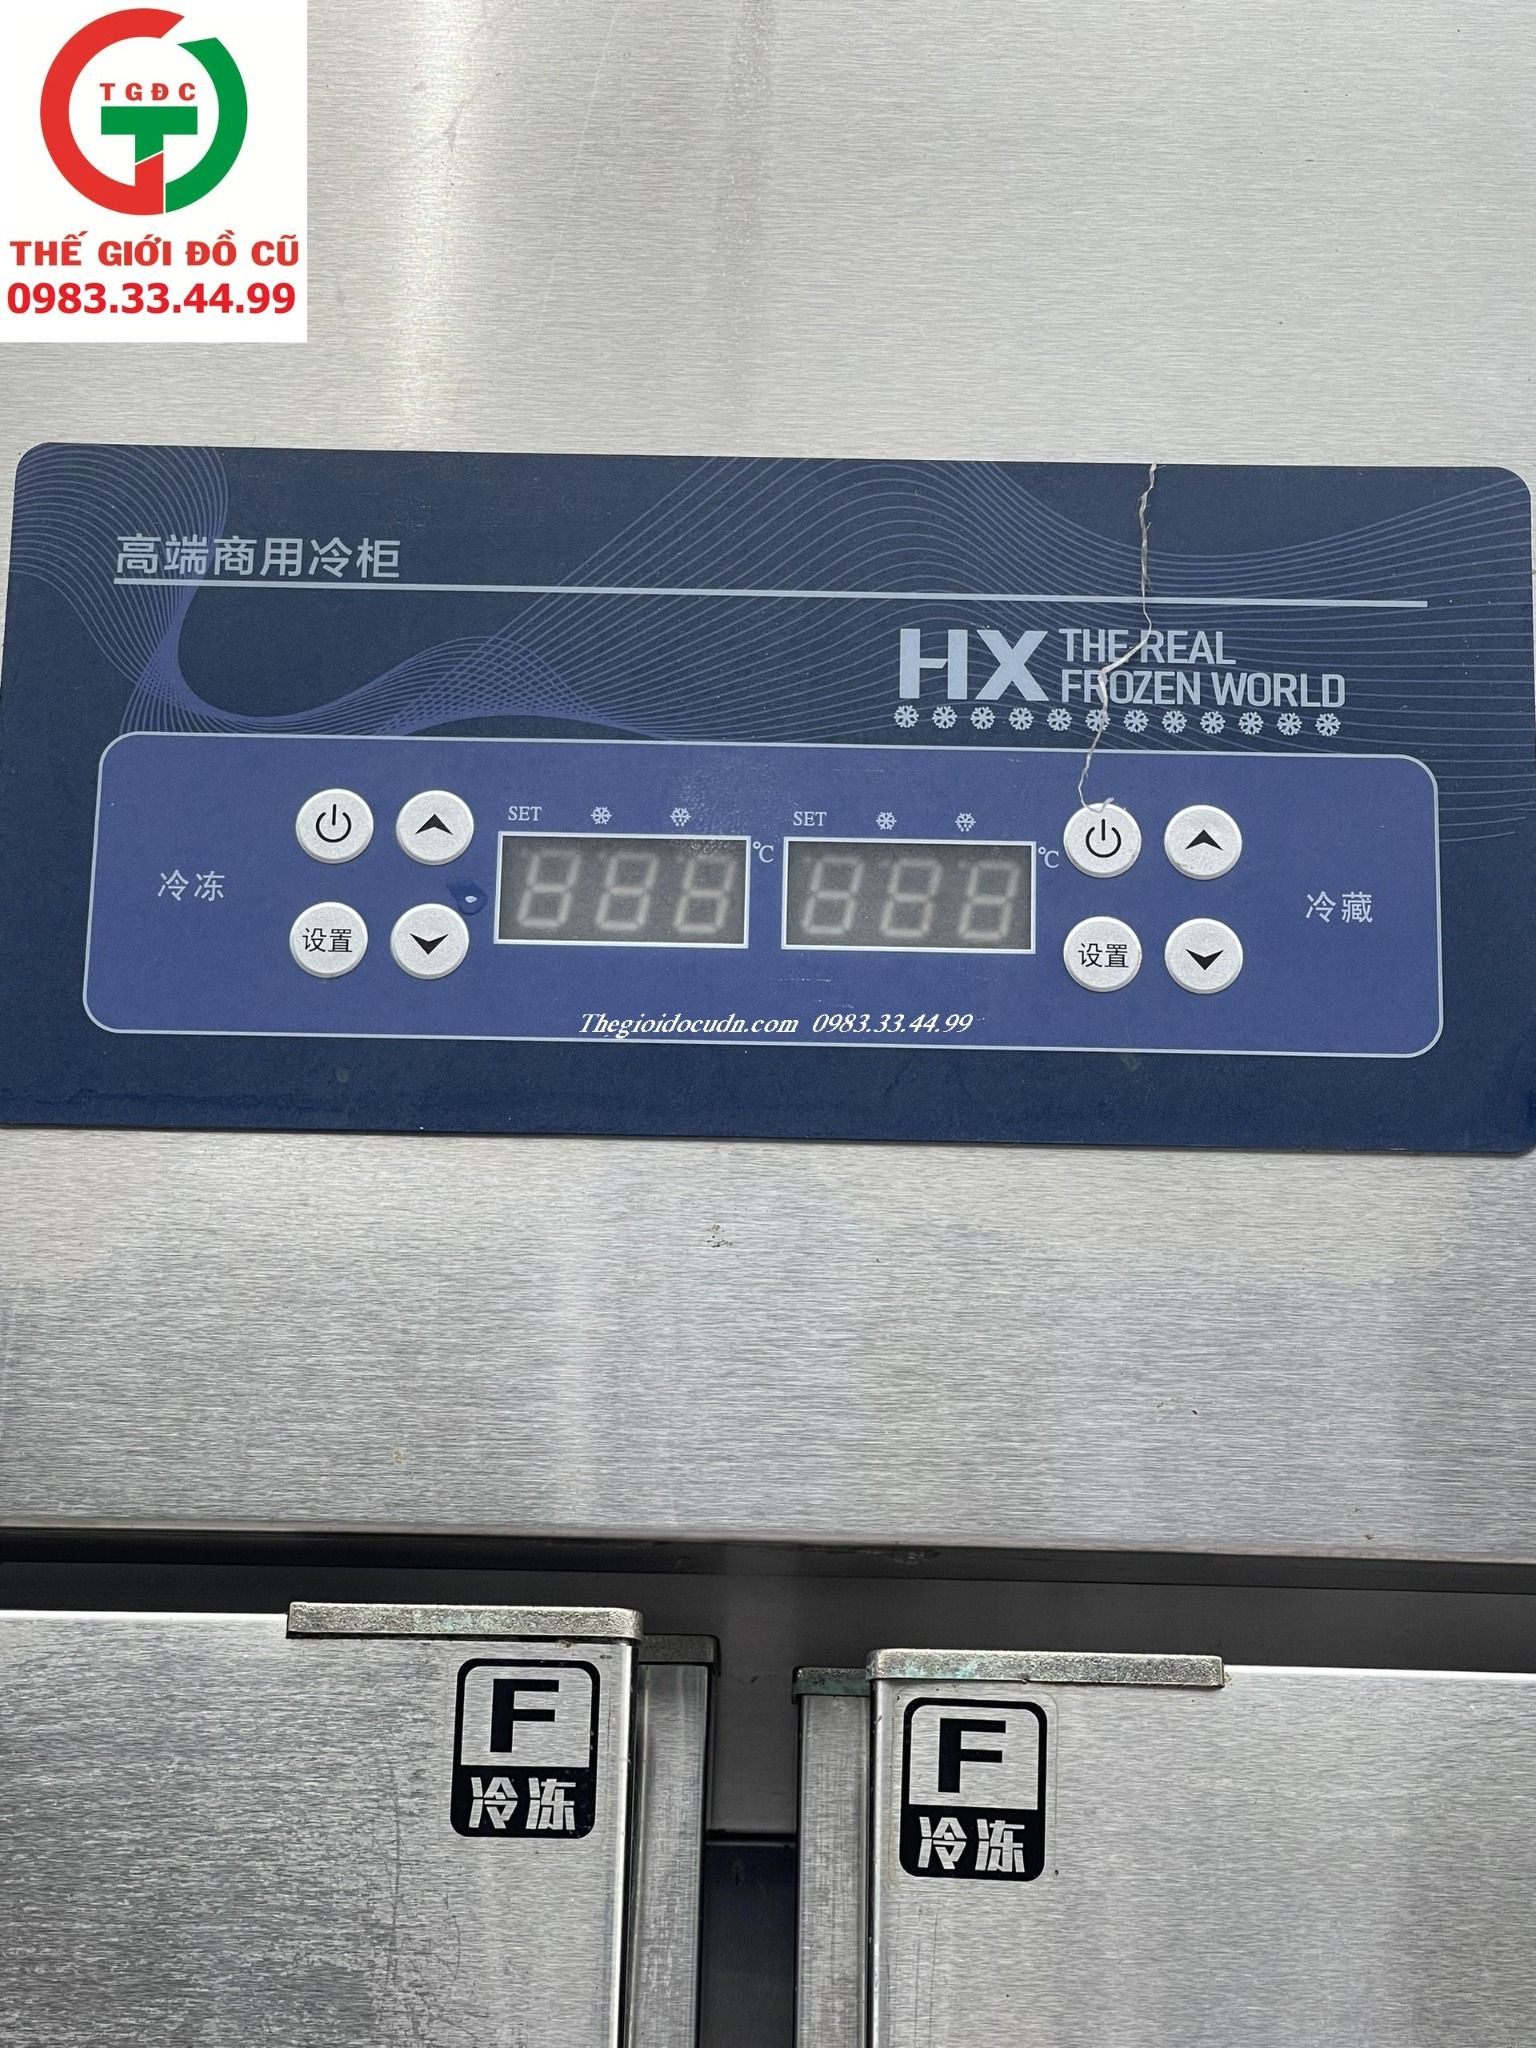 TGĐC
THẾ GIỚI ĐỒ CŨ
0983.33.44.99
高端商用冷柜
HX THE REAL
FROZEN WORLD
SET
SET
°C
°C
冷冻
冷藏
设置
设置
Thegioidocudn.com 0983.33.44.99
F
冷冻
F
冷冻